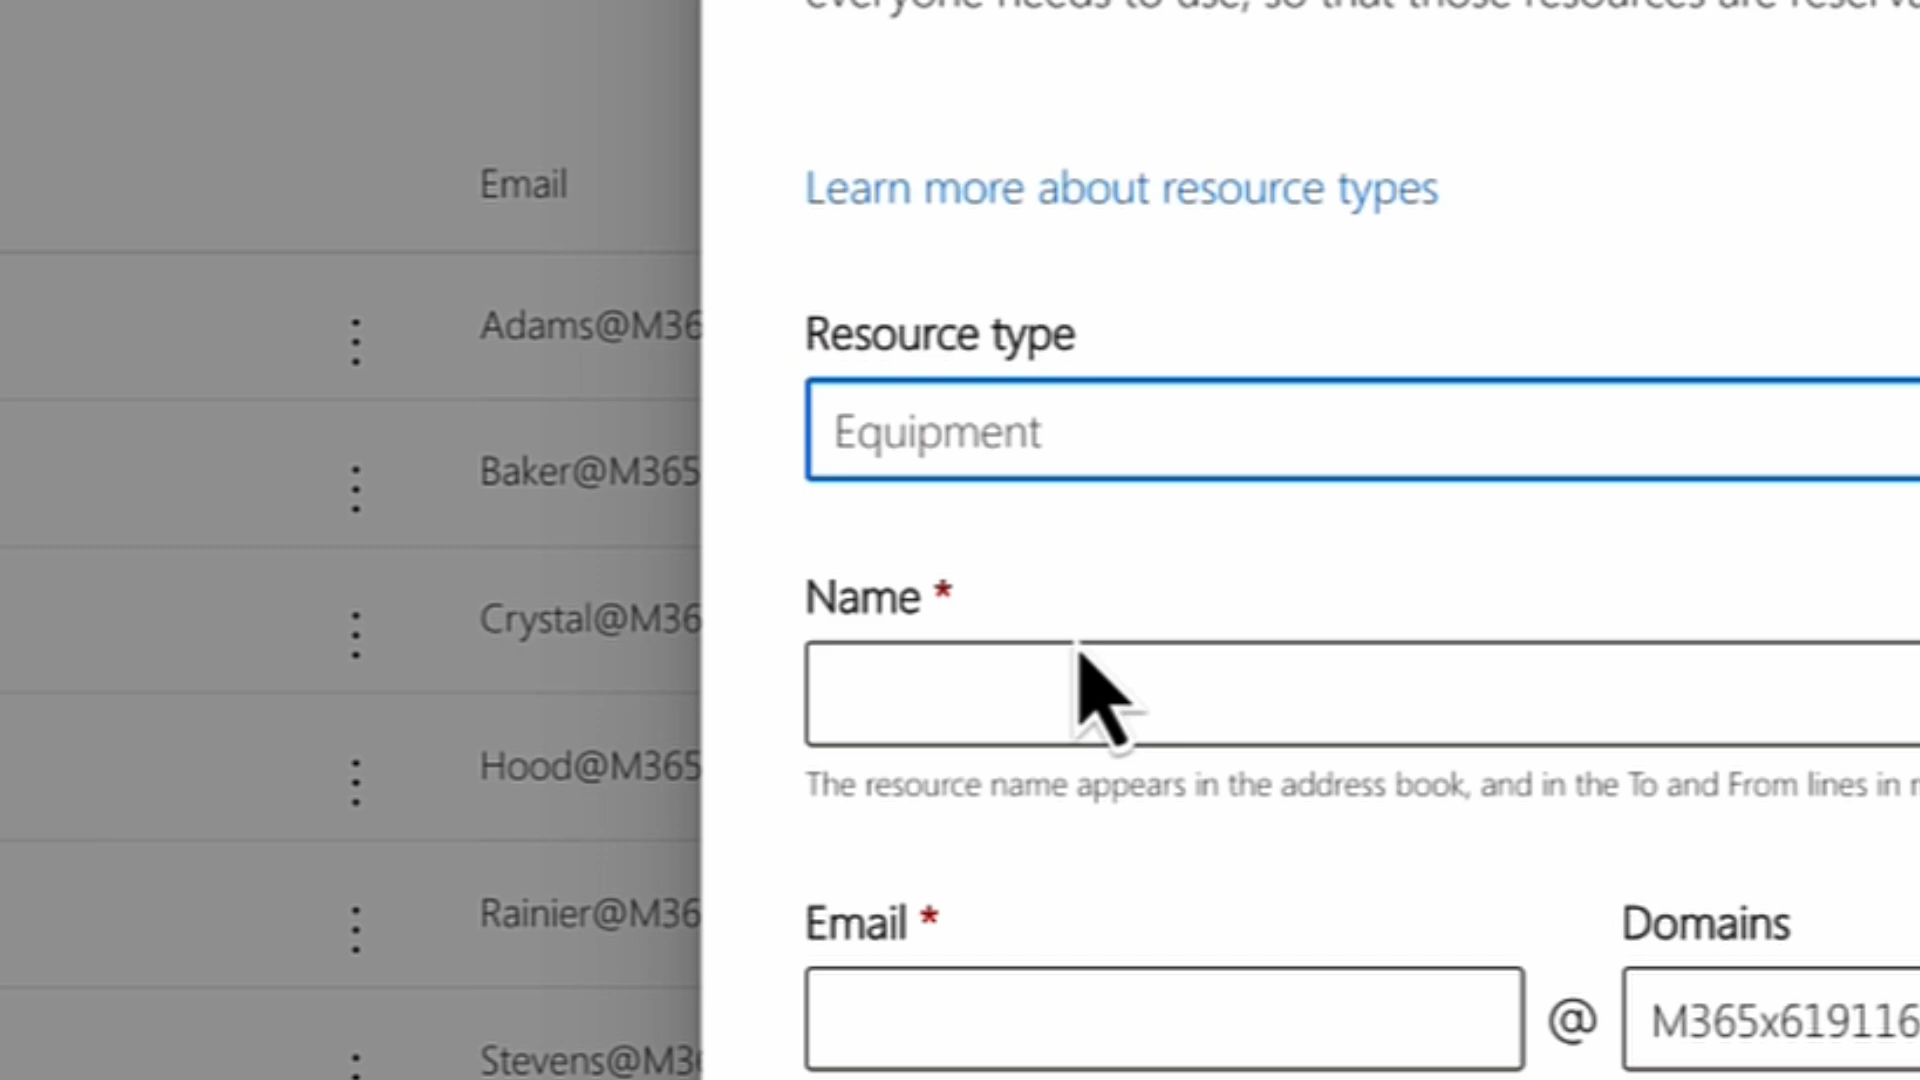 everyone needs to use, so that those resources are
Email
Learn more about resource types
Adams@M36
Resource type
Equipment
Baker@M365
Name *
Crystal@M36
Hood@M365
The resource name appears in the address book, and in the To and From lines in
Rainier@M36
Email *
Domains
@
M365x619116
Stevens@M3